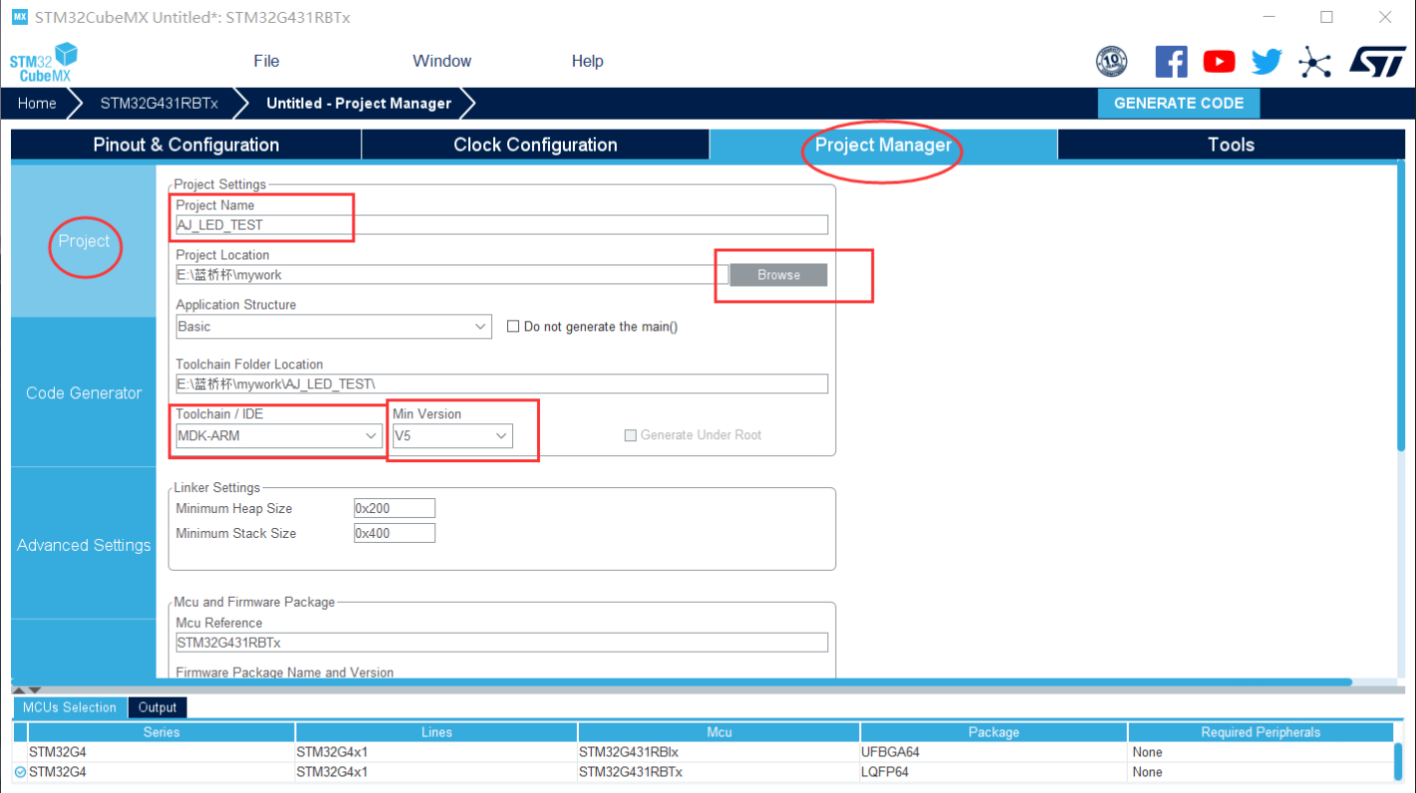 MX STM32CubeMX Untitled*: STM32G431RBTx
STM32 CubeMX
File Window Help
10
ST
Home STM32G431RBTx Untitled - Project Manager GENERATE CODE
Pinout & Configuration Clock Configuration Project Manager Tools
Project
Code Generator
Advanced Settings
Project Settings
Project Name
AJ_LED_TEST
Project Location
E:\蓝桥杯\mywork Browse
Application Structure
Basic Do not generate the main()
Toolchain Folder Location
E:\蓝桥杯\mywork\AJ_LED_TEST\
Toolchain / IDE Min Version
MDK-ARM V5 Generate Under Root
Linker Settings
Minimum Heap Size 0x200
Minimum Stack Size 0x400
Mcu and Firmware Package
Mcu Reference
STM32G431RBTx
Firmware Package Name and Version
MCUs Selection Output
Series Lines Mcu Package Required Peripherals
STM32G4 STM32G4x1 STM32G431RBIx UFBGA64 None
STM32G4 STM32G4x1 STM32G431RBTx LQFP64 None